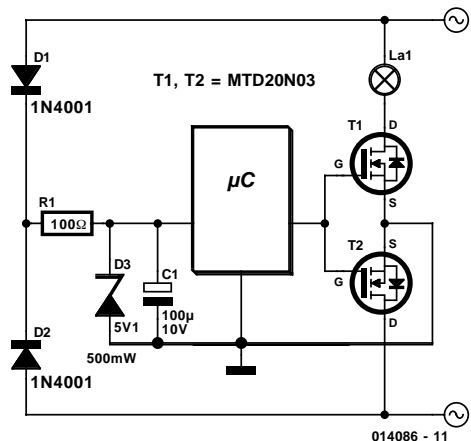 D1
1N4001
La1
T1, T2 = MTD20N03
T1
D
G
S
µC
R1
100Ω
D3
5V1
500mW
C1
100µ
10V
T2
S
G
D
D2
1N4001
014086 - 11